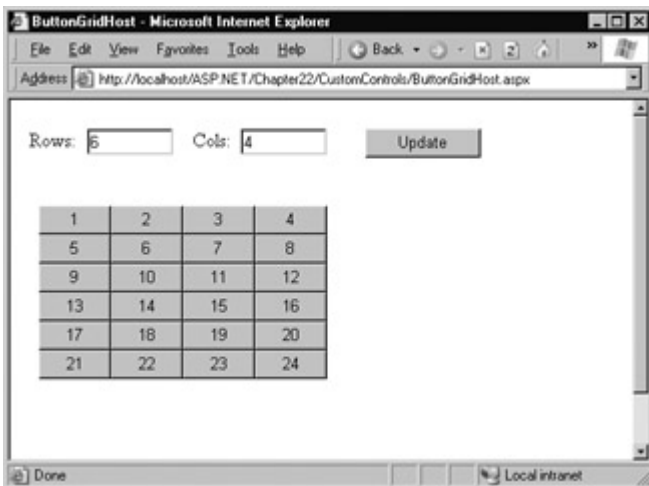 ButtonGridHost - Microsoft Internet Explorer
File Edit View Favorites Tools Help Back »
Address http://localhost/ASP.NET/Chapter22/CustomControls/ButtonGridHost.aspx
Rows: 6 Cols: 4 Update
1 2 3 4
5 6 7 8
9 10 11 12
13 14 15 16
17 18 19 20
21 22 23 24
Done Local intranet